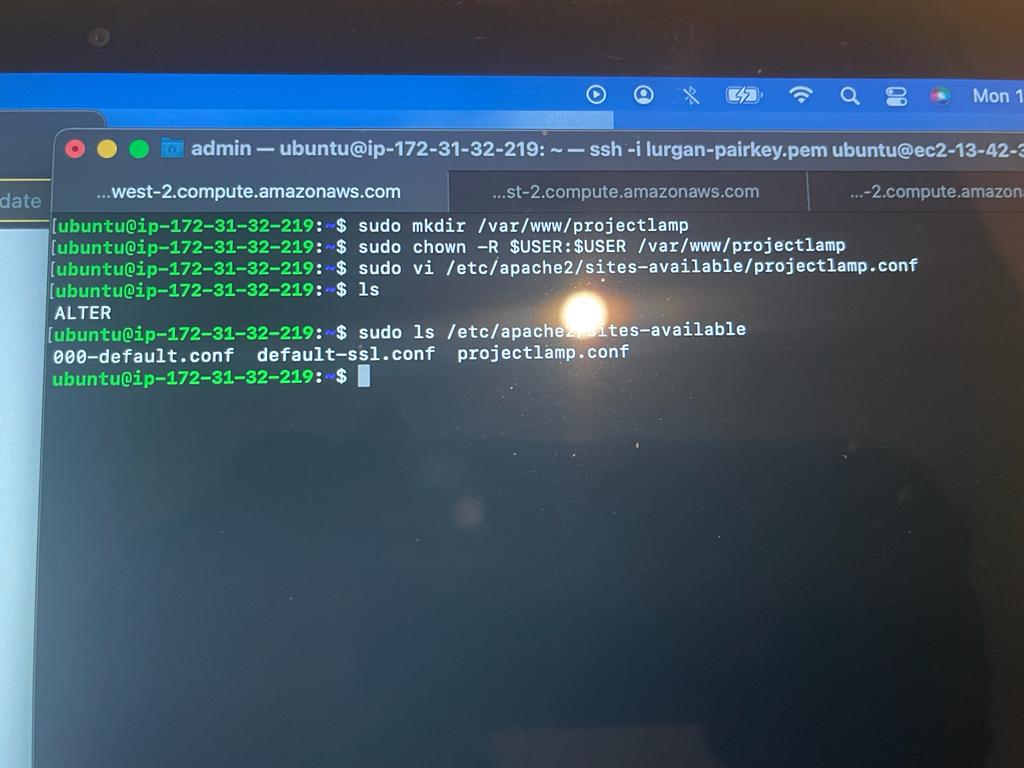 Mon 1
date
admin — ubuntu@ip-172-31-32-219: ~ — ssh -i lurgan-pairkey.pem ubuntu@ec2-13-42-3
...west-2.compute.amazonaws.com ...st-2.compute.amazonaws.com ...-2.compute.amazon
[ubuntu@ip-172-31-32-219:~$ sudo mkdir /var/www/projectlamp
[ubuntu@ip-172-31-32-219:~$ sudo chown -R $USER:$USER /var/www/projectlamp
[ubuntu@ip-172-31-32-219:~$ sudo vi /etc/apache2/sites-available/projectlamp.conf
[ubuntu@ip-172-31-32-219:~$ ls
ALTER
[ubuntu@ip-172-31-32-219:~$ sudo ls /etc/apache2/sites-available
000-default.conf default-ssl.conf projectlamp.conf
ubuntu@ip-172-31-32-219:~$